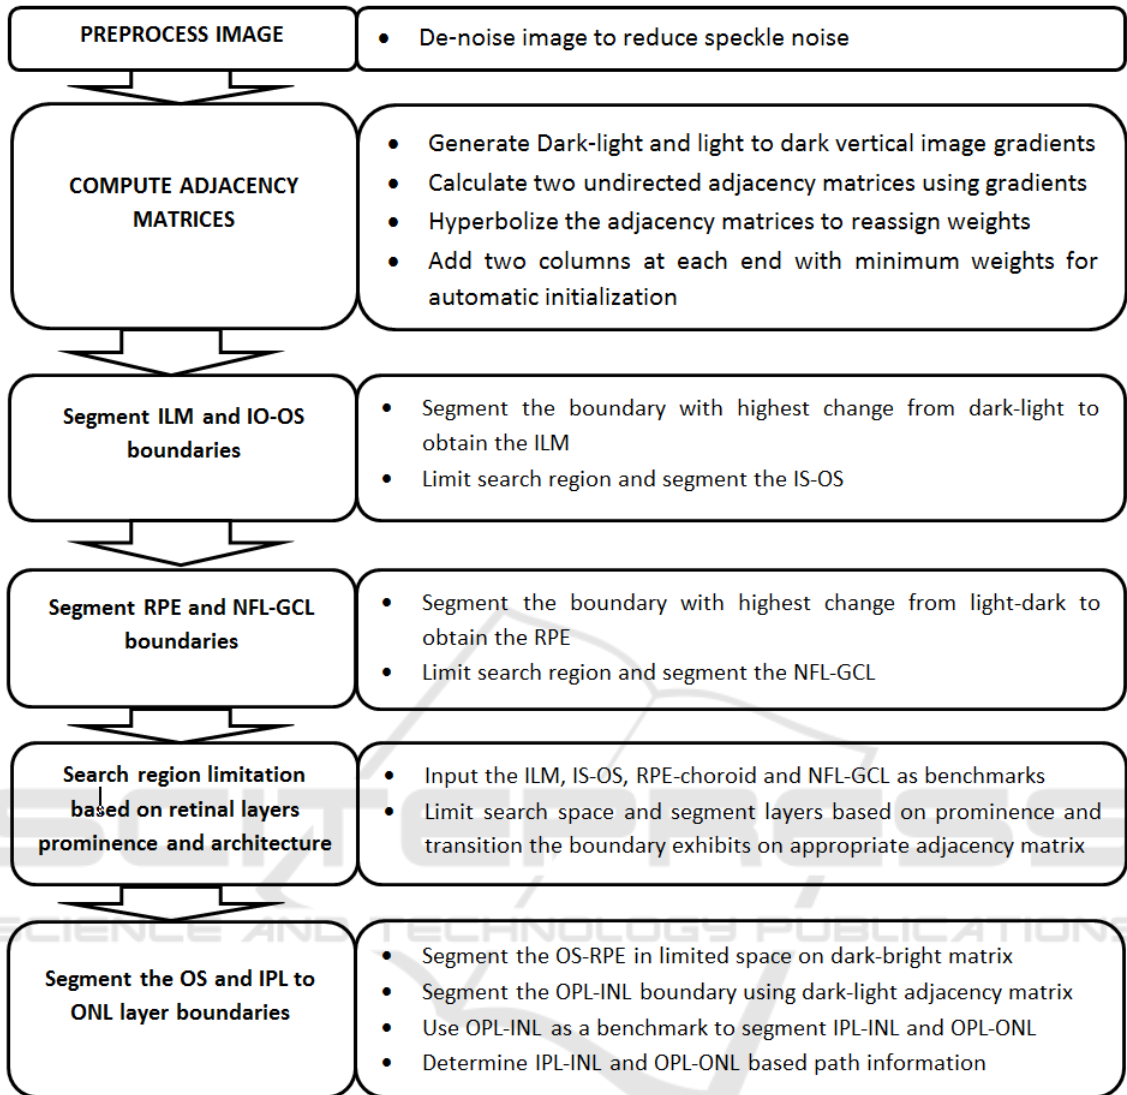 PREPROCESS IMAGE
• De-noise image to reduce speckle noise
COMPUTE ADJACENCY
MATRICES
• Generate Dark-light and light to dark vertical image gradients
• Calculate two undirected adjacency matrices using gradients
• Hyperbolize the adjacency matrices to reassign weights
• Add two columns at each end with minimum weights for
automatic initialization
Segment ILM and IO-OS
boundaries
• Segment the boundary with highest change from dark-light to
obtain the ILM
• Limit search region and segment the IS-OS
Segment RPE and NFL-GCL
boundaries
• Segment the boundary with highest change from light-dark to
obtain the RPE
• Limit search region and segment the NFL-GCL
Search region limitation
based on retinal layers
prominence and architecture
• Input the ILM, IS-OS, RPE-choroid and NFL-GCL as benchmarks
• Limit search space and segment layers based on prominence and
transition the boundary exhibits on appropriate adjacency matrix
Segment the OS and IPL to
ONL layer boundaries
• Segment the OS-RPE in limited space on dark-bright matrix
• Segment the OPL-INL boundary using dark-light adjacency matrix
• Use OPL-INL as a benchmark to segment IPL-INL and OPL-ONL
• Determine IPL-INL and OPL-ONL based path information
SCITEPRESS
SCIENCE AND TECHNOLOGY PUBLICATIONS